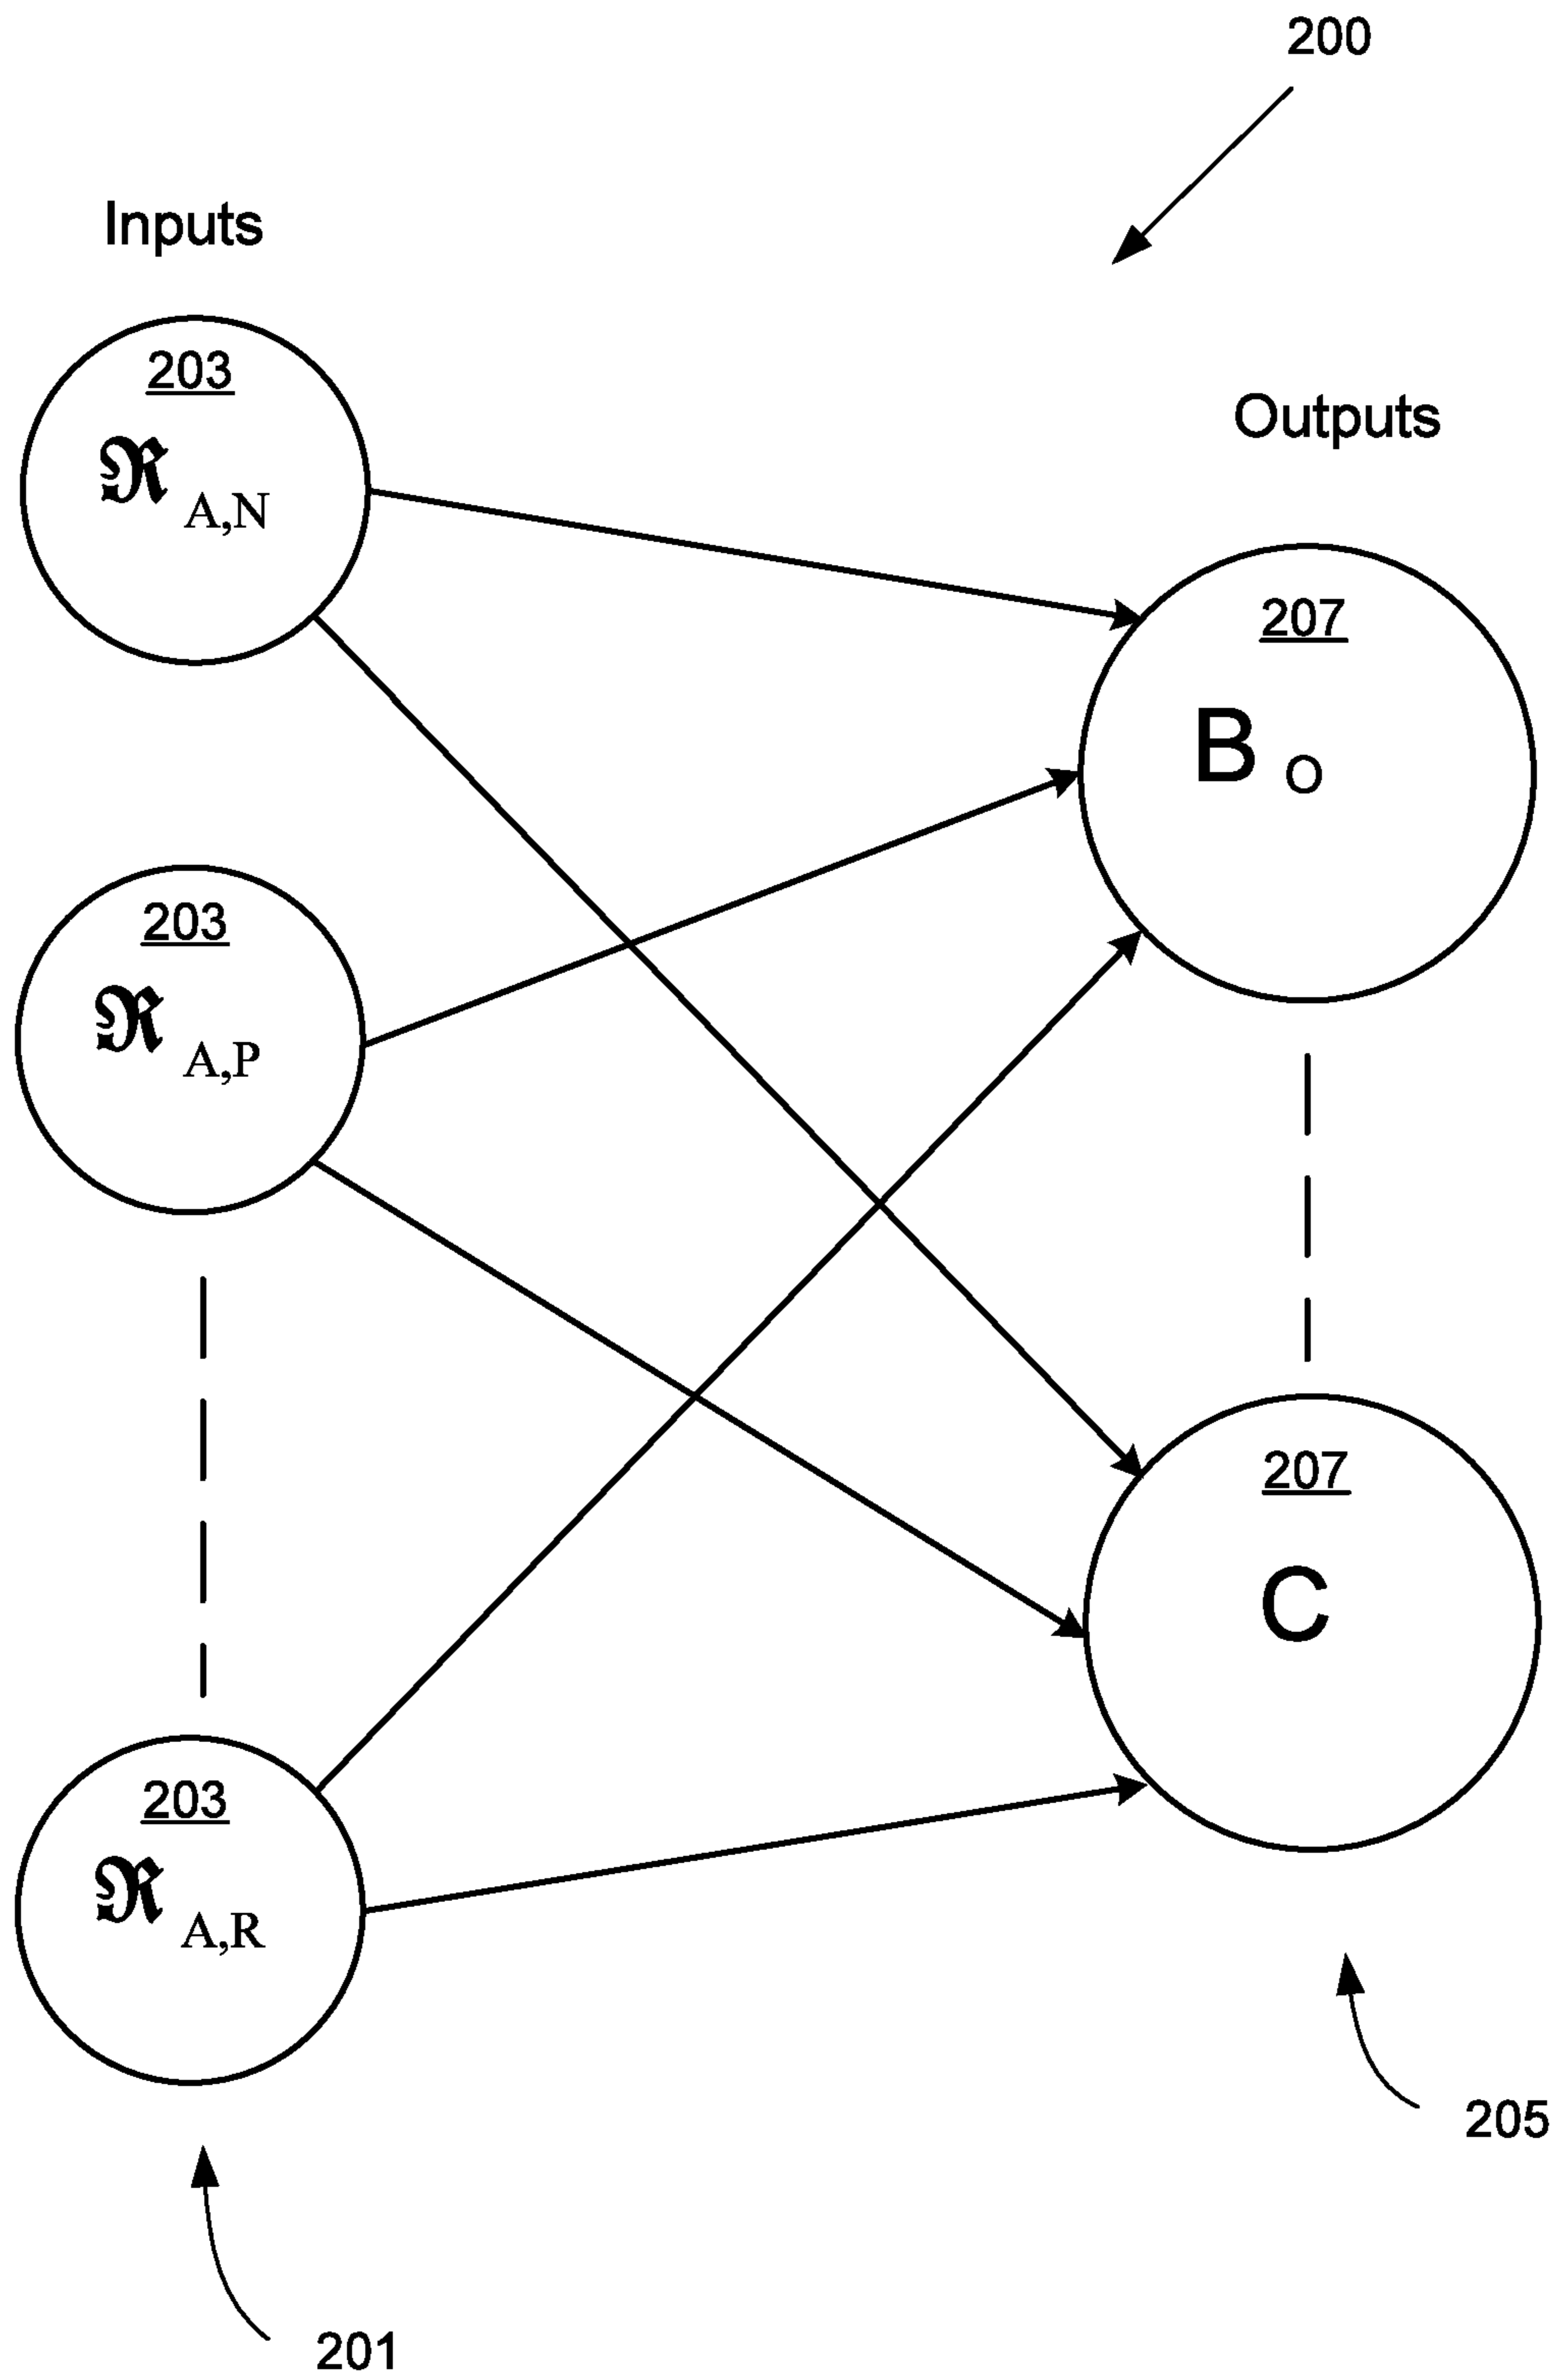 200
Inputs
203
ℜ A,N
Outputs
207
B O
203
ℜ A,P
207
C
203
ℜ A,R
205
201